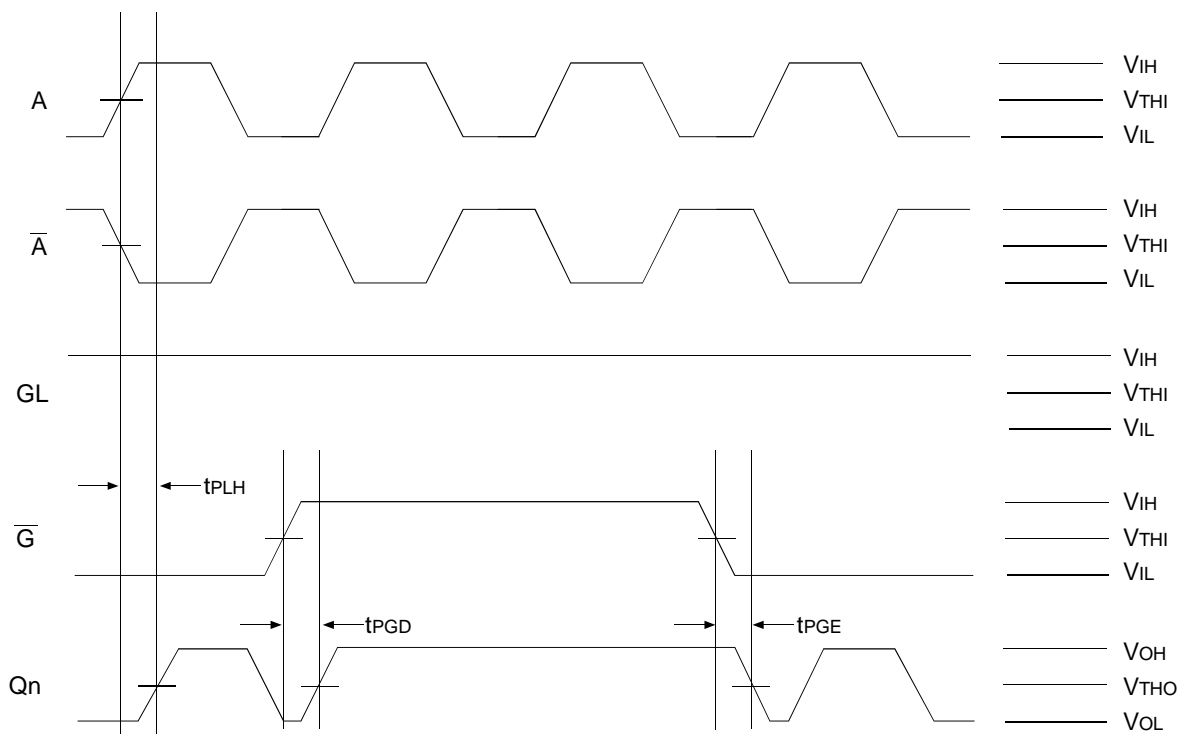 A
VIH
VTHI
VIL
A
VIH
VTHI
VIL
GL
VIH
VTHI
VIL
tPLH
G
VIH
VTHI
VIL
tPGD
tPGE
Qn
VOH
VTHO
VOL